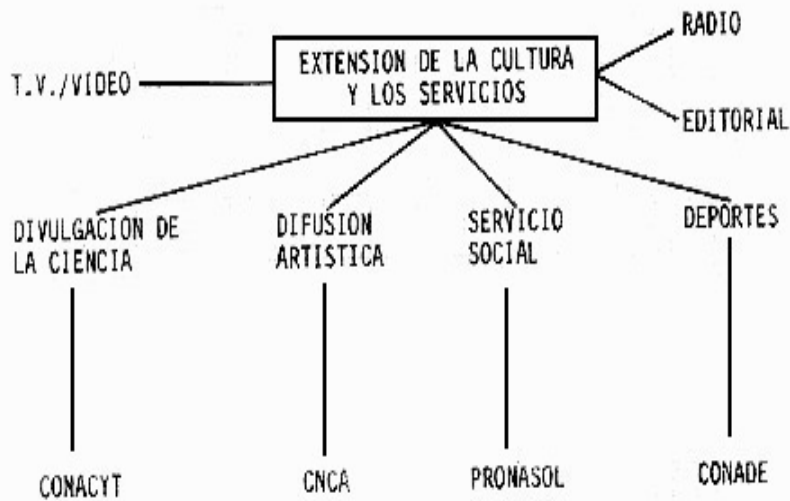 RADIO
EXTENSION DE LA CULTURA
Y LOS SERVICIOS
T.V./VIDEO
EDITORIAL
DIVULGACION DE
LA CIENCIA
DIFUSION
ARTISTICA
SERVICIO
SOCIAL
DEPORTES
CONACYT
CNCA
PRONASOL
CONADE